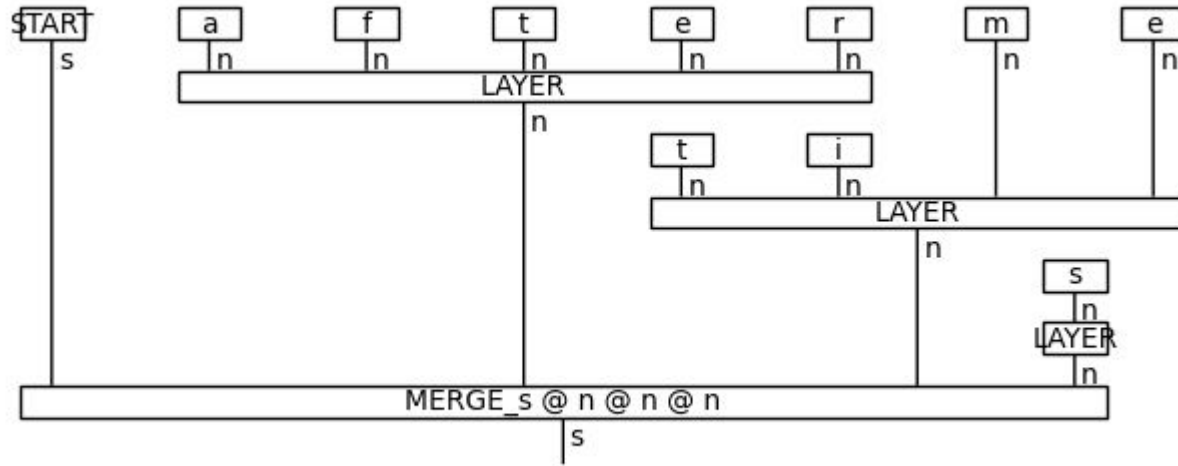 START a f t e r m e
s n n n n n n n
LAYER
n
t i
n n
LAYER
n
s
n
LAYER
n
MERGE_s @ n @ n @ n
s